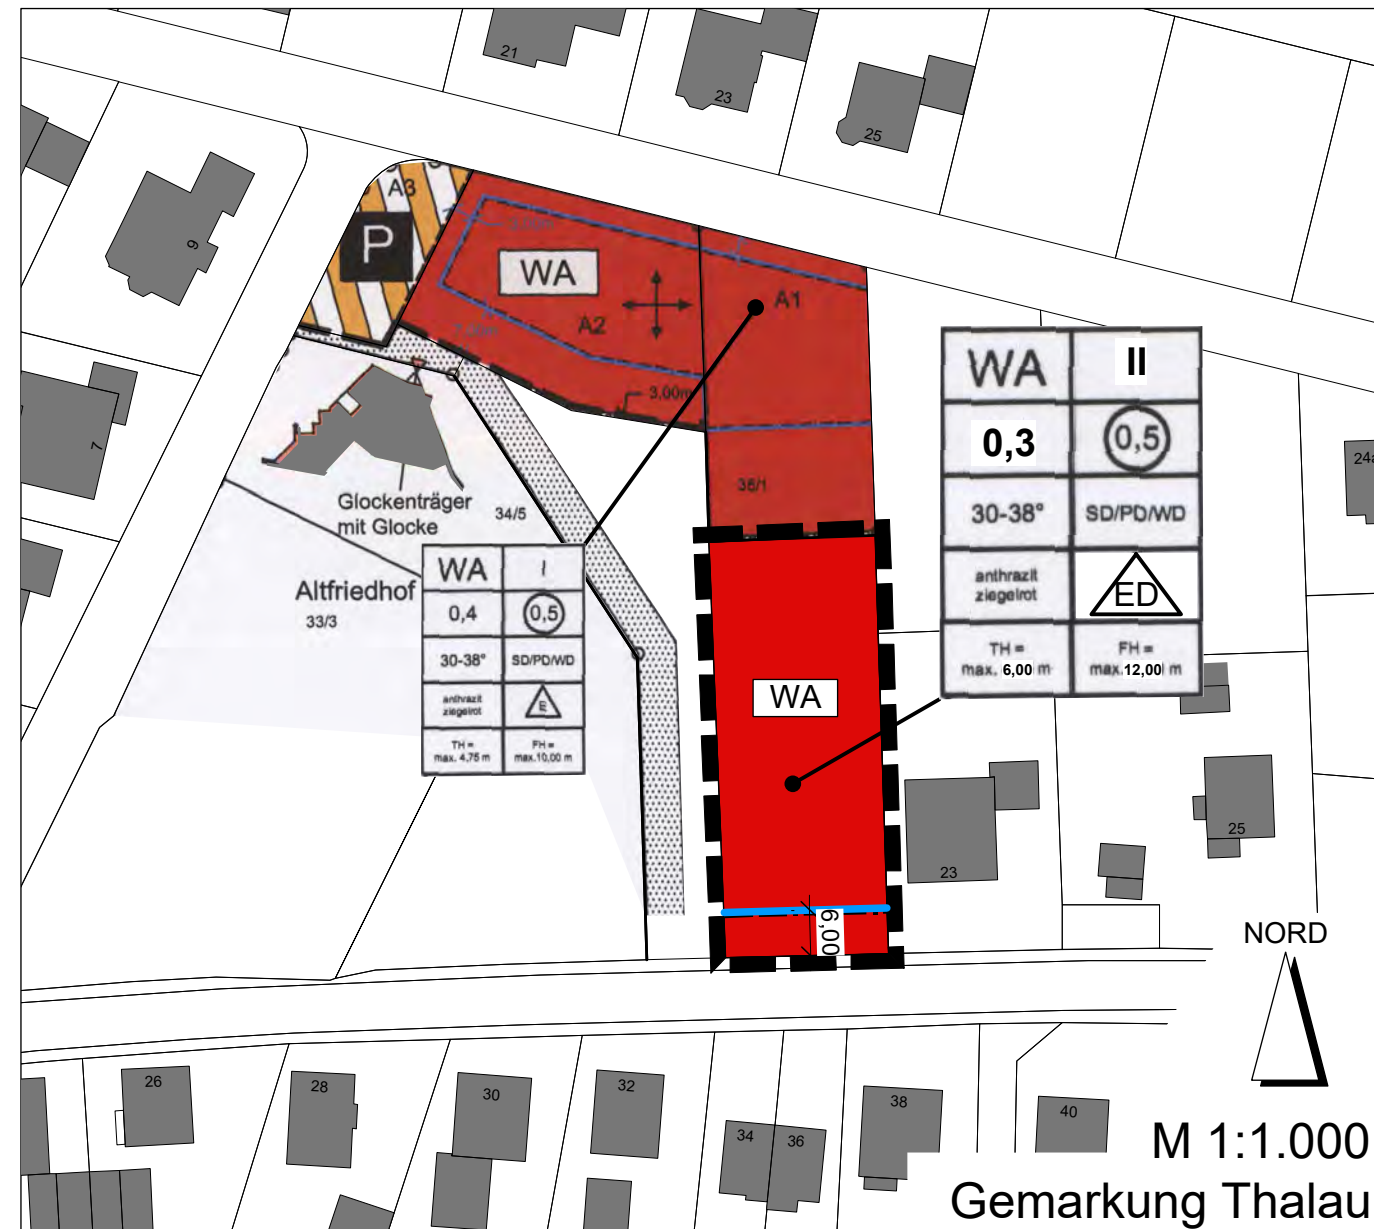 21
23
25
A3
P
9
3,00m
WA
A1
A2
7,00m
3.00m
7
Glockenträger
mit Glocke
34/5
36/1
24a
Altfriedhof
33/3
WA I
0,4 0,5
30-38° SD/PD/WD
anthrazit
ziegelrot
E
TH =
max. 4,75 m
FH =
max.10,00 m
WA II
0,3 0,5
30-38° SD/PD/WD
anthrazit
ziegelrot
ED
TH =
max. 6,00 m
FH =
max.12,00 m
WA
23
25
6,00
NORD
26
28
30
32
34
36
38
40
M 1:1.000
Gemarkung Thalau